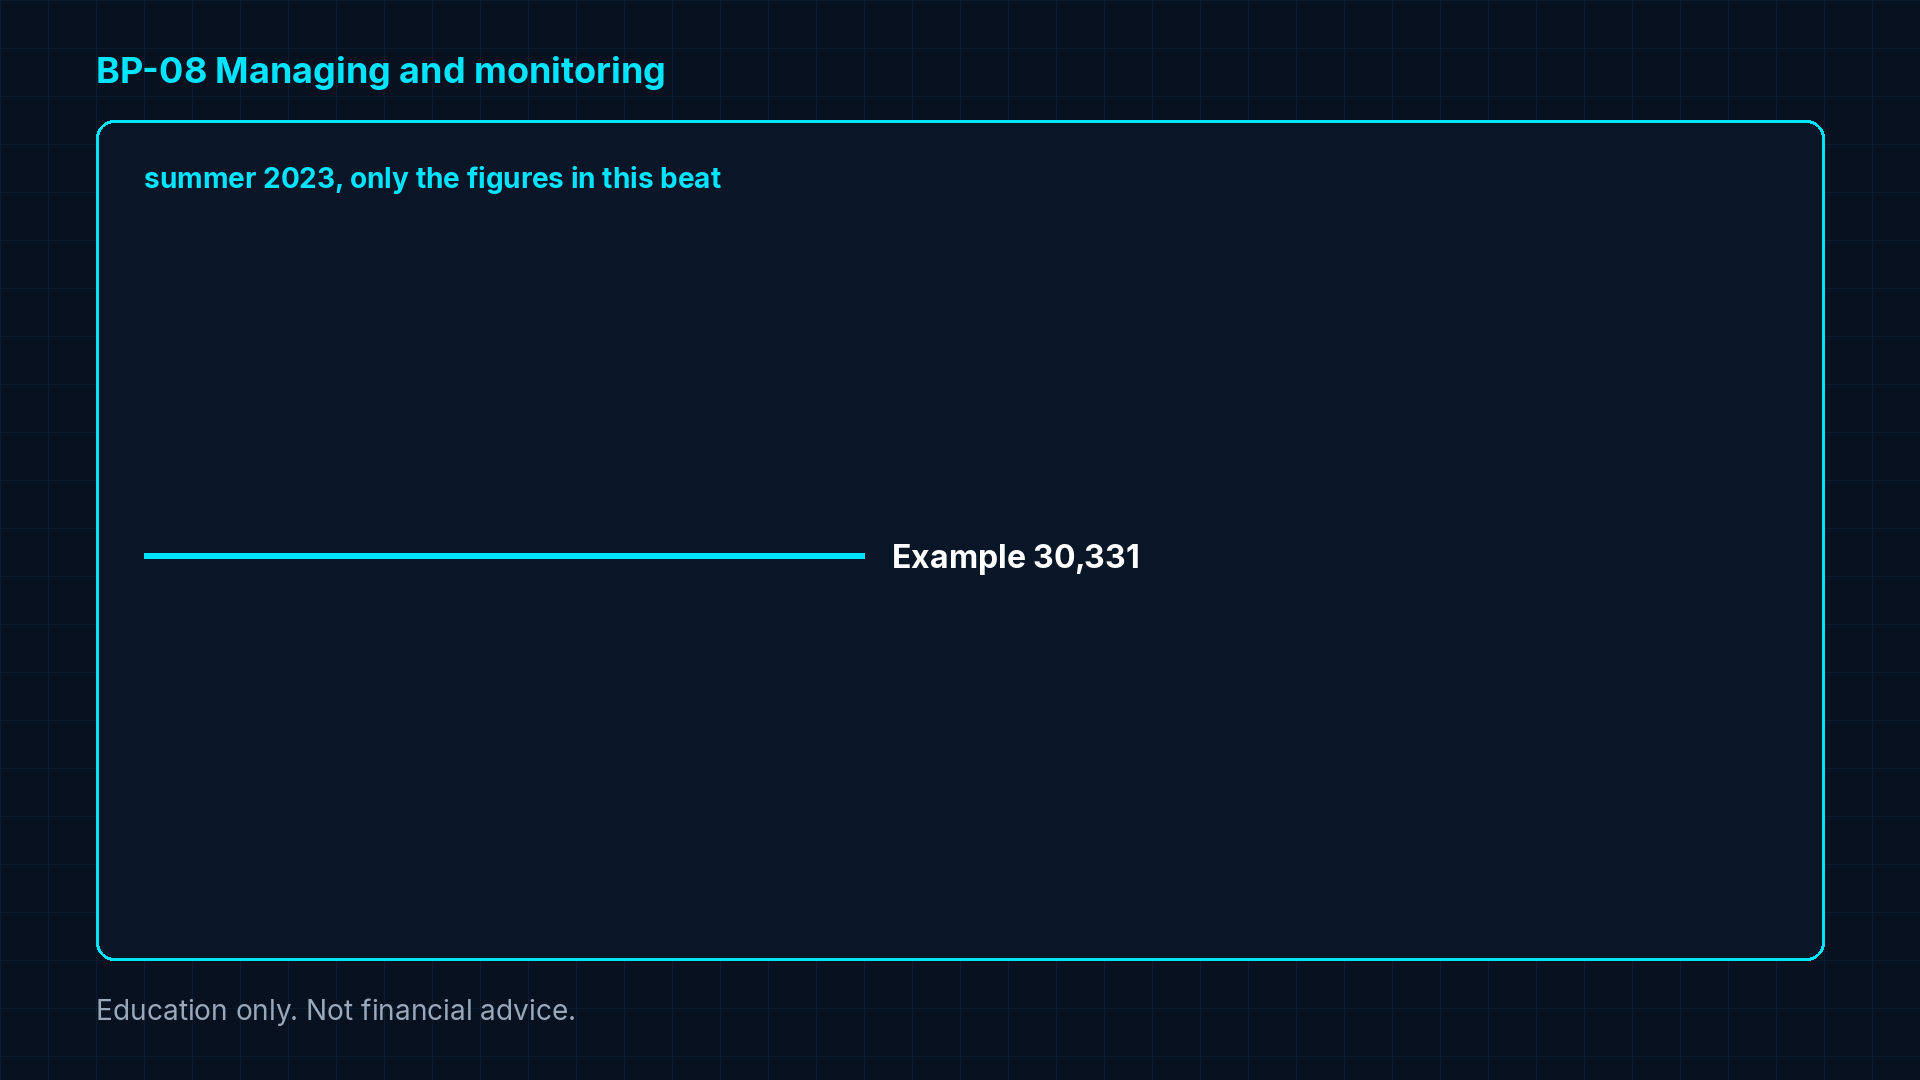 BP-08 Managing and monitoring
summer 2023, only the figures in this beat
Example 30,331
Education only. Not financial advice.